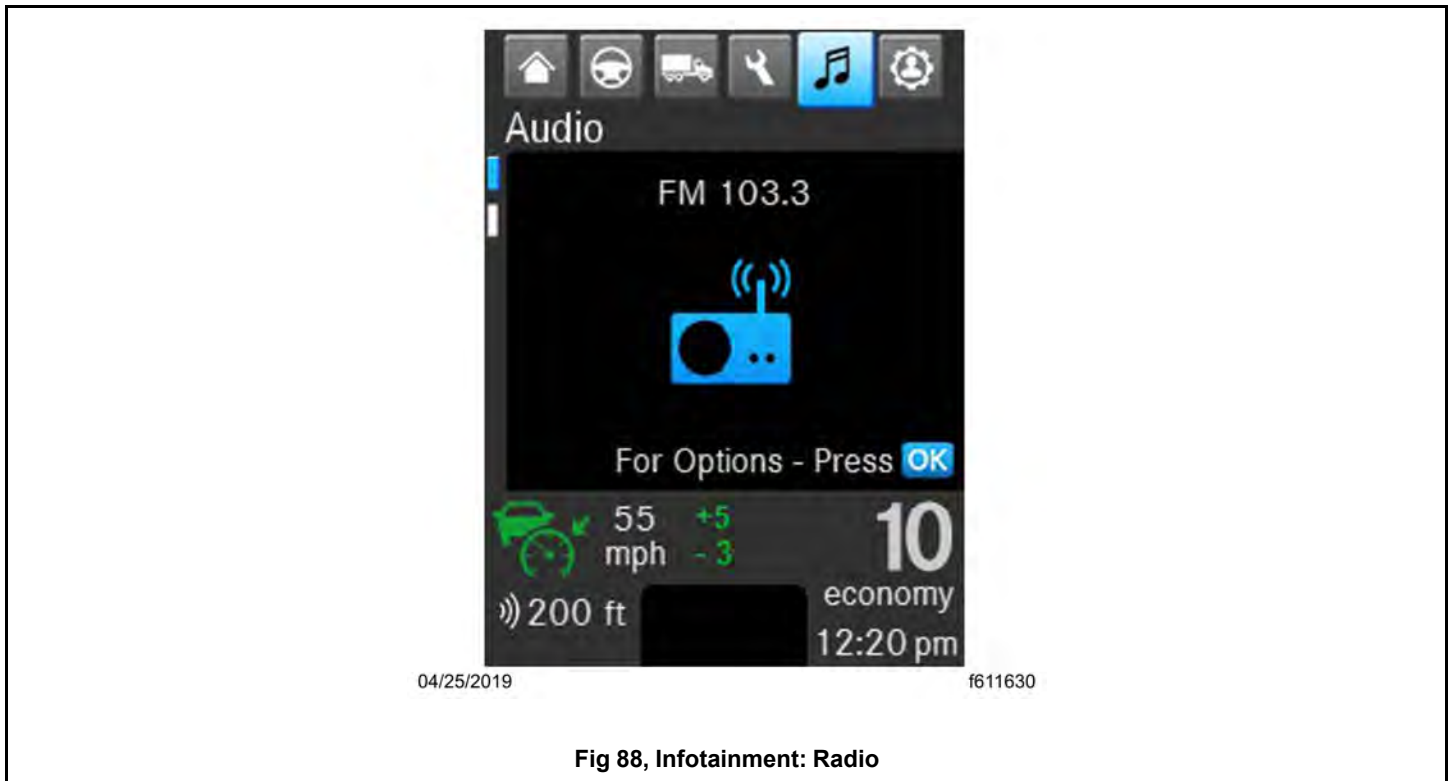 Audio
FM 103.3
For Options - Press OK
55 +5
mph - 3
10
economy
200 ft
12:20 pm
04/25/2019 f611630
Fig 88, Infotainment: Radio